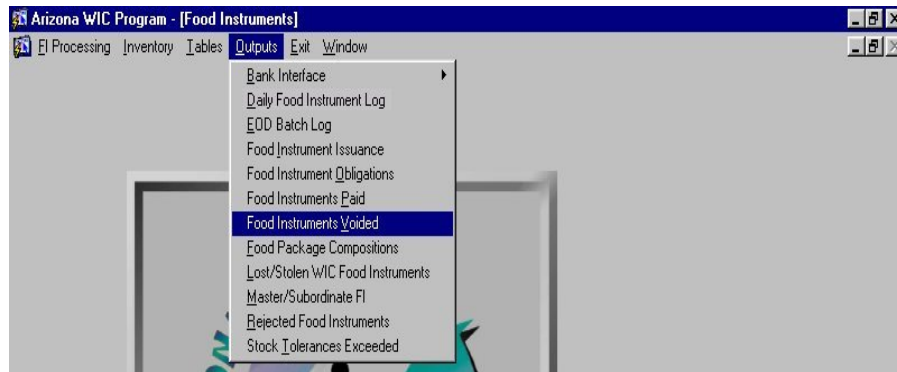 Arizona WIC Program - [Food Instruments]
FI Processing Inventory Tables Outputs Exit Window
Bank Interface
Daily Food Instrument Log
EOD Batch Log
Food Instrument Issuance
Food Instrument Obligations
Food Instruments Paid
Food Instruments Voided
Food Package Compositions
Lost/Stolen WIC Food Instruments
Master/Subordinate FI
Rejected Food Instruments
Stock Tolerances Exceeded